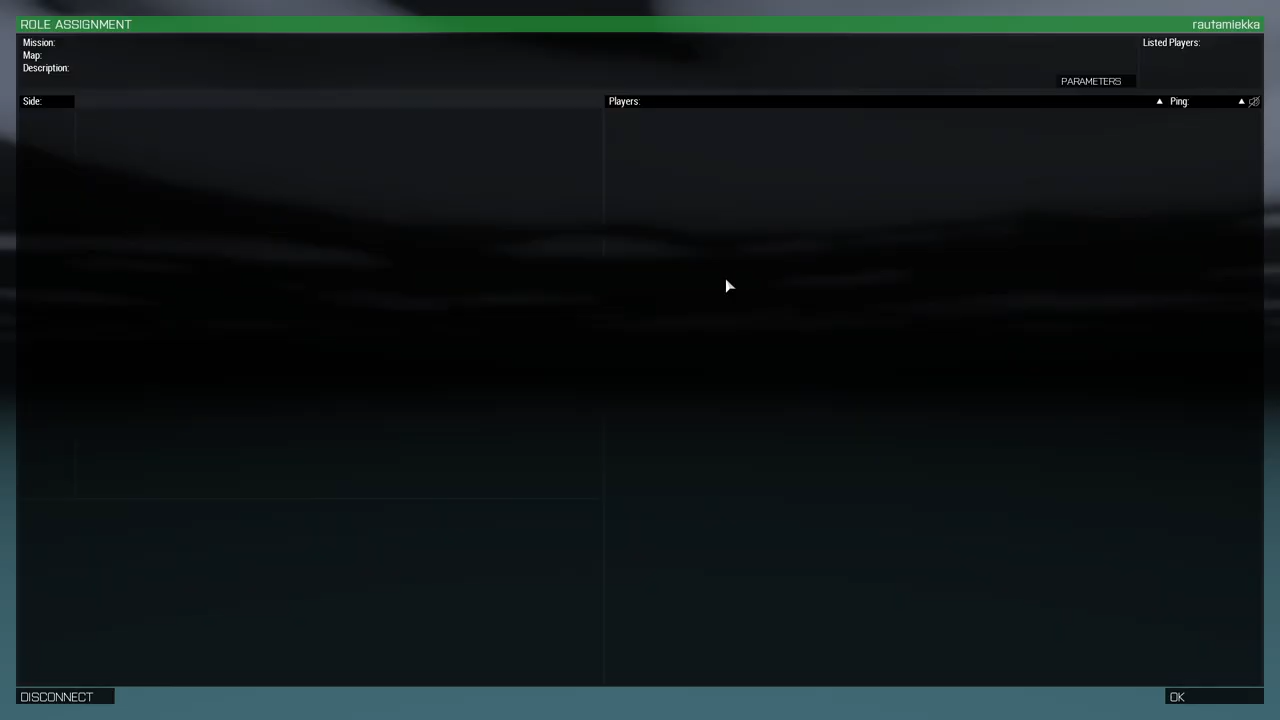 ROLE ASSIGNMENT
rautamiekka
Mission:
Map:
Description:
Listed Players:
PARAMETERS
Side:
Players:
Ping:
DISCONNECT
OK